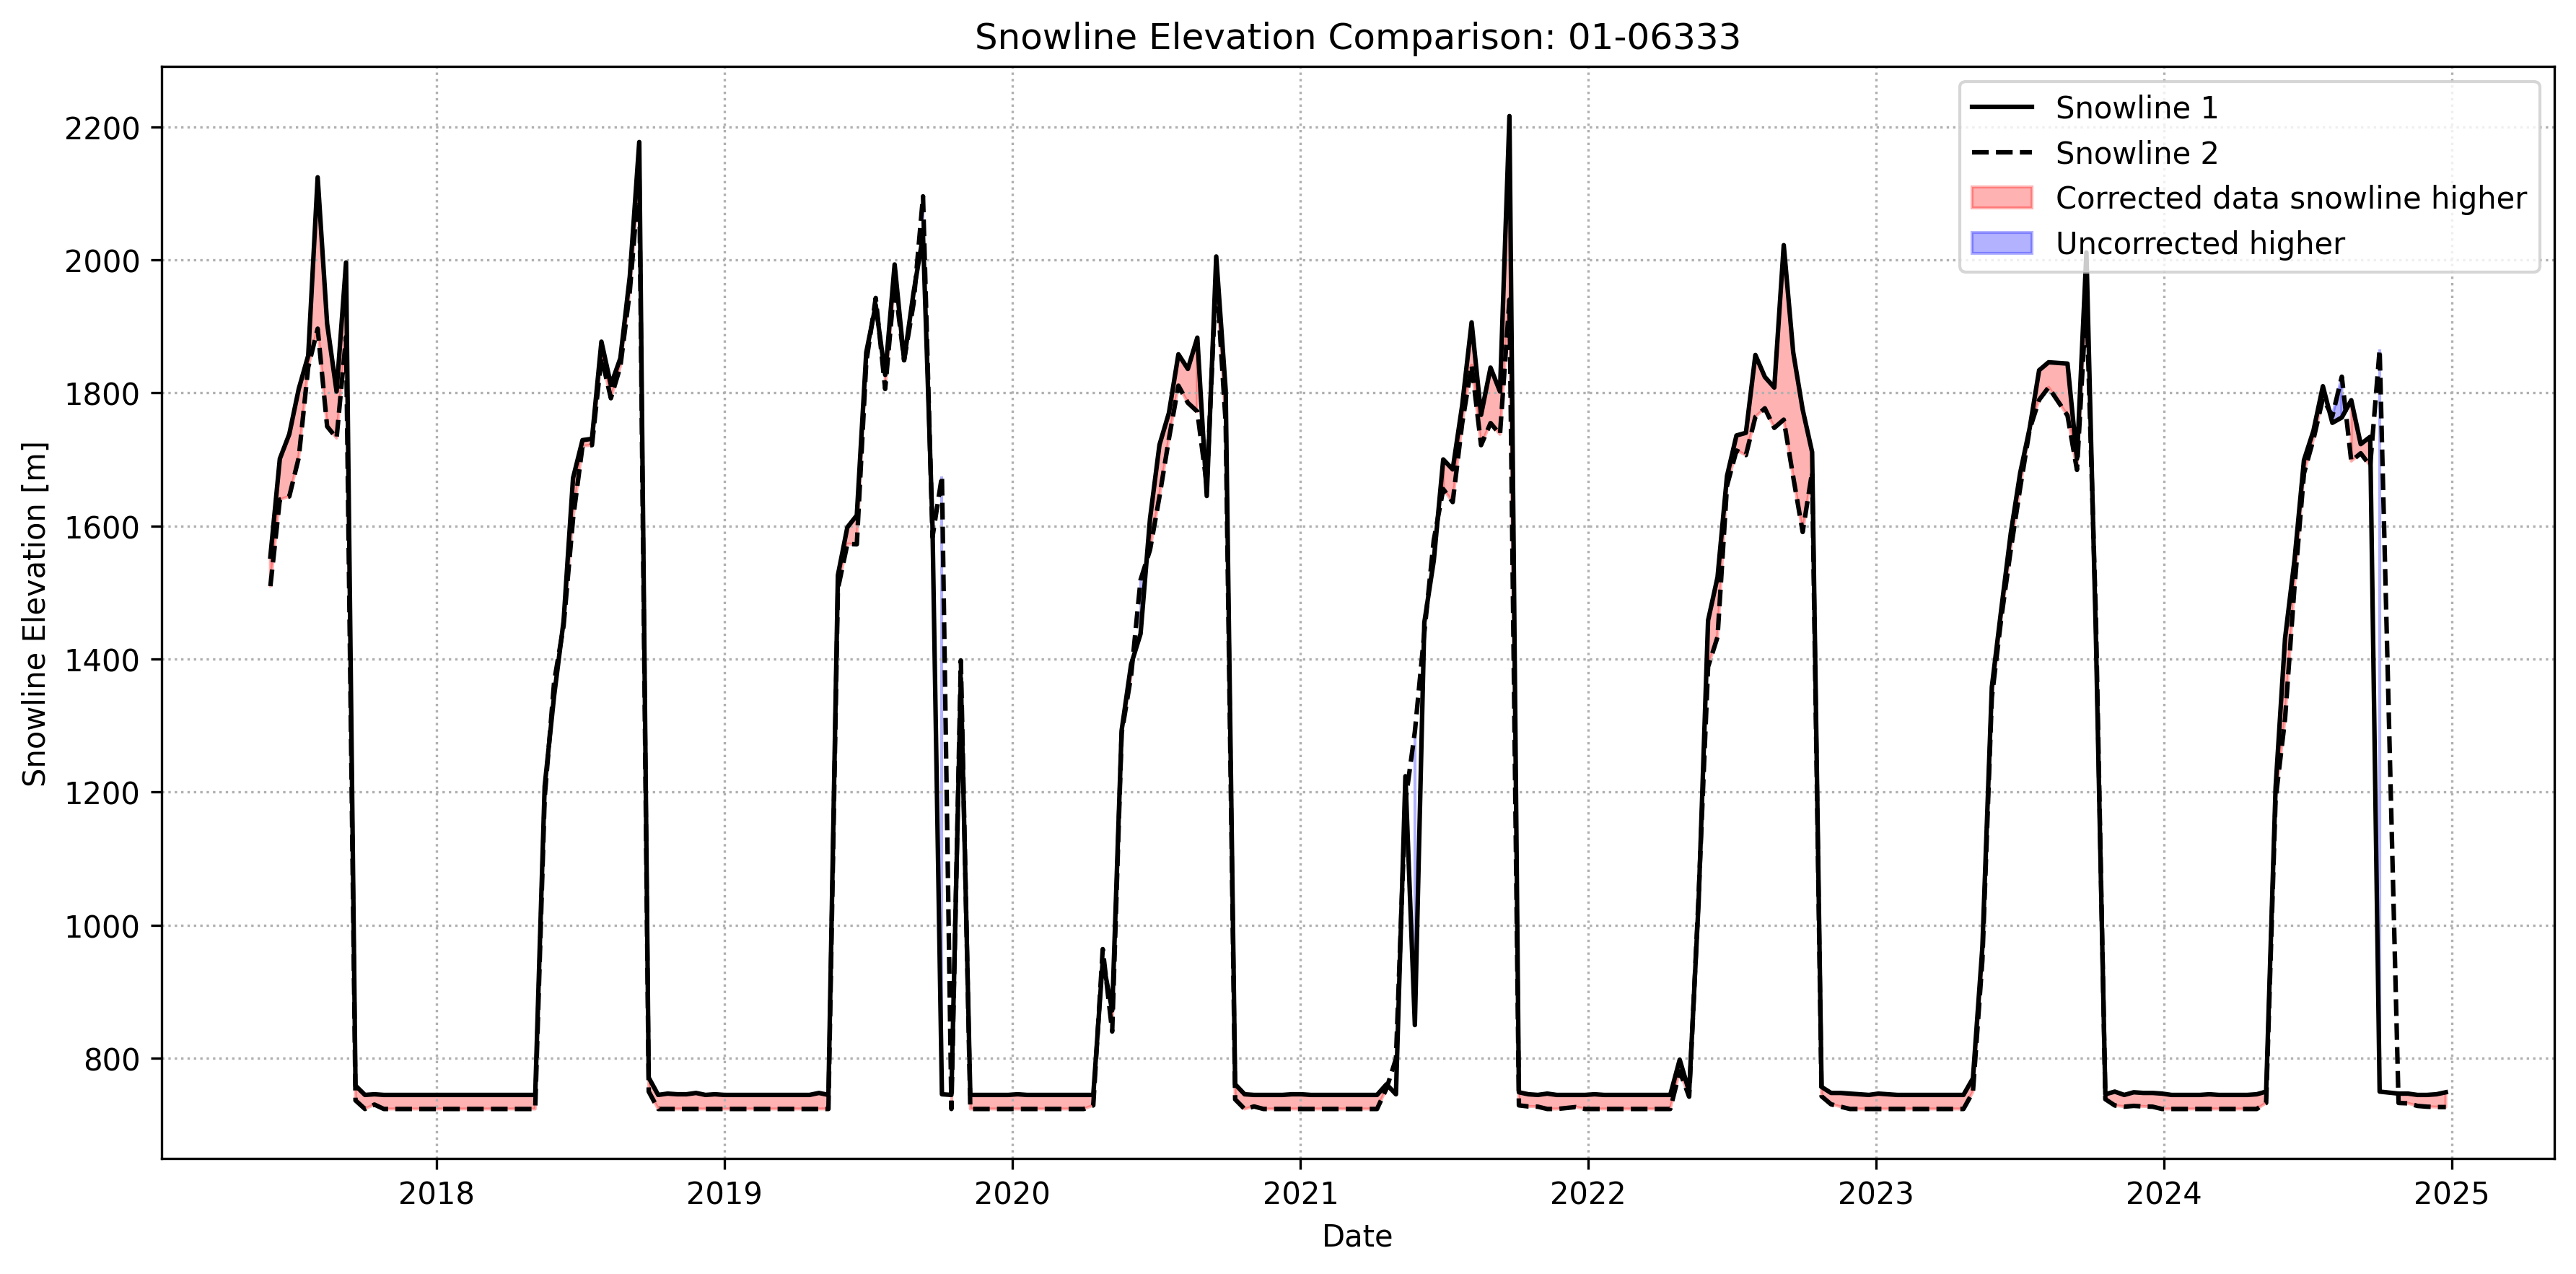 Snowline Elevation Comparison: 01-06333
Snowline 1
Snowline 2
Corrected data snowline higher
Uncorrected higher
Snowline Elevation [m]
2200
2000
1800
1600
1400
1200
1000
800
2018 2019 2020 2021 2022 2023 2024 2025
Date